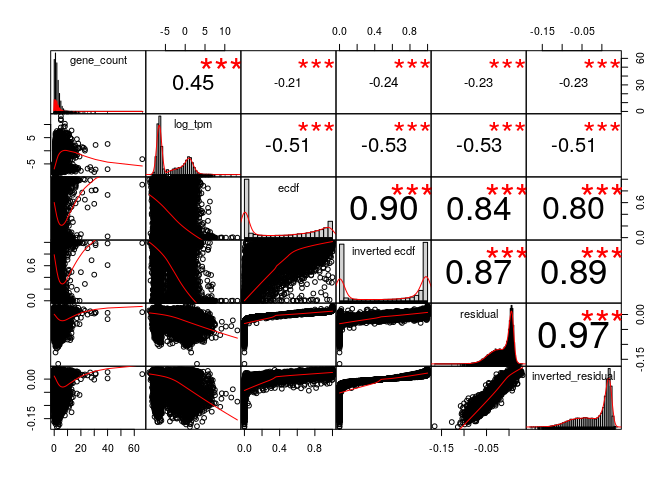 -5 0 5 10 0.0 0.4 0.8 -0.15 -0.05
gene_count 0.45 *** -0.21 *** -0.24 *** -0.23 *** -0.23 *** 0 20 40 60
-5 5 log_tpm -0.51 *** -0.53 *** -0.53 *** -0.51 ***
ecdf 0.90 *** 0.84 *** 0.80 *** 0.0 0.6
0.0 0.6 inverted ecdf 0.87 *** 0.89 ***
residual 0.97 *** -0.15 0.00
-0.15 0.00 inverted_residual
0 20 40 60 0.0 0.4 0.8 -0.15 -0.05